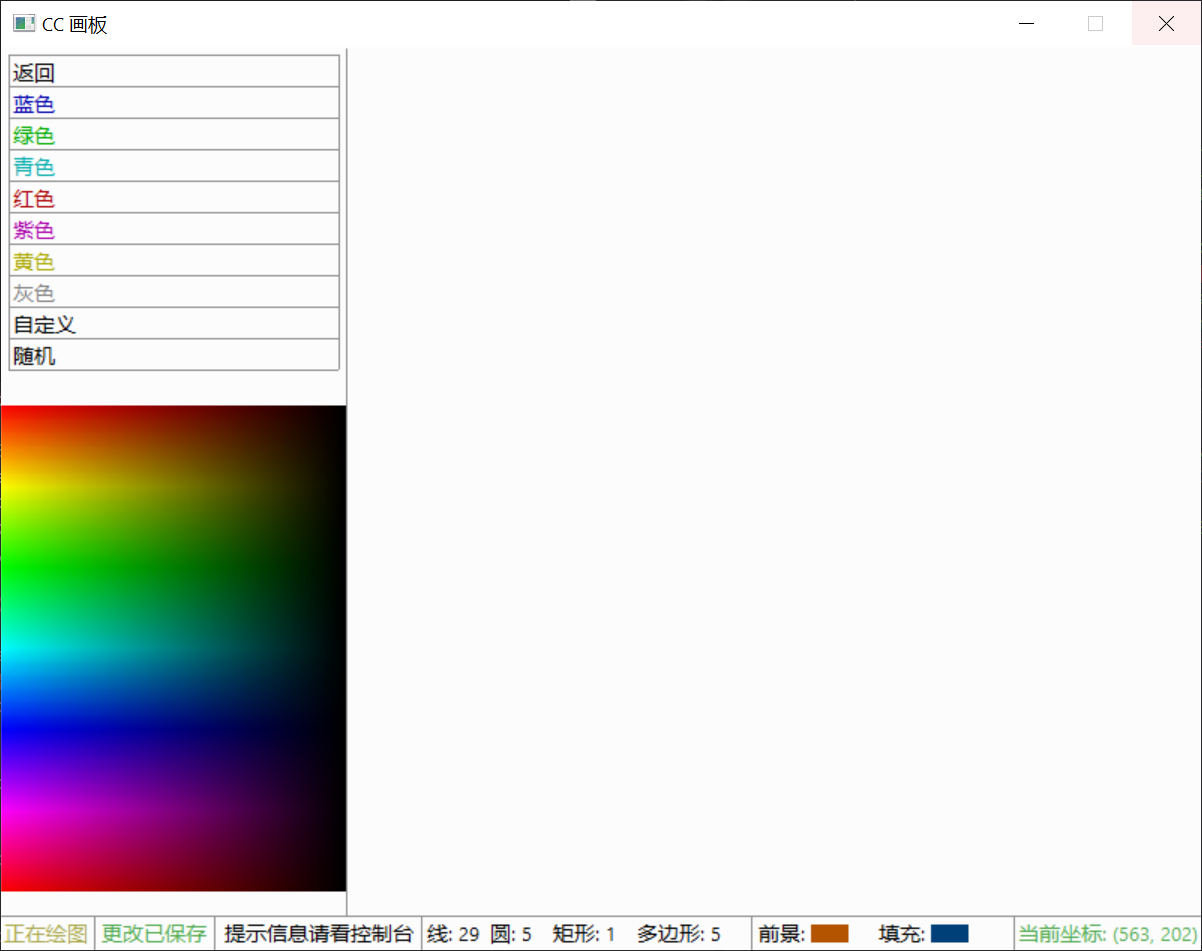 CC 画板
返回
蓝色
绿色
青色
红色
紫色
黄色
灰色
自定义
随机
正在绘图 更改已保存 提示信息请看控制台 线: 29 圆: 5 矩形: 1 多边形: 5 前景: 填充: 当前坐标: (563, 202)